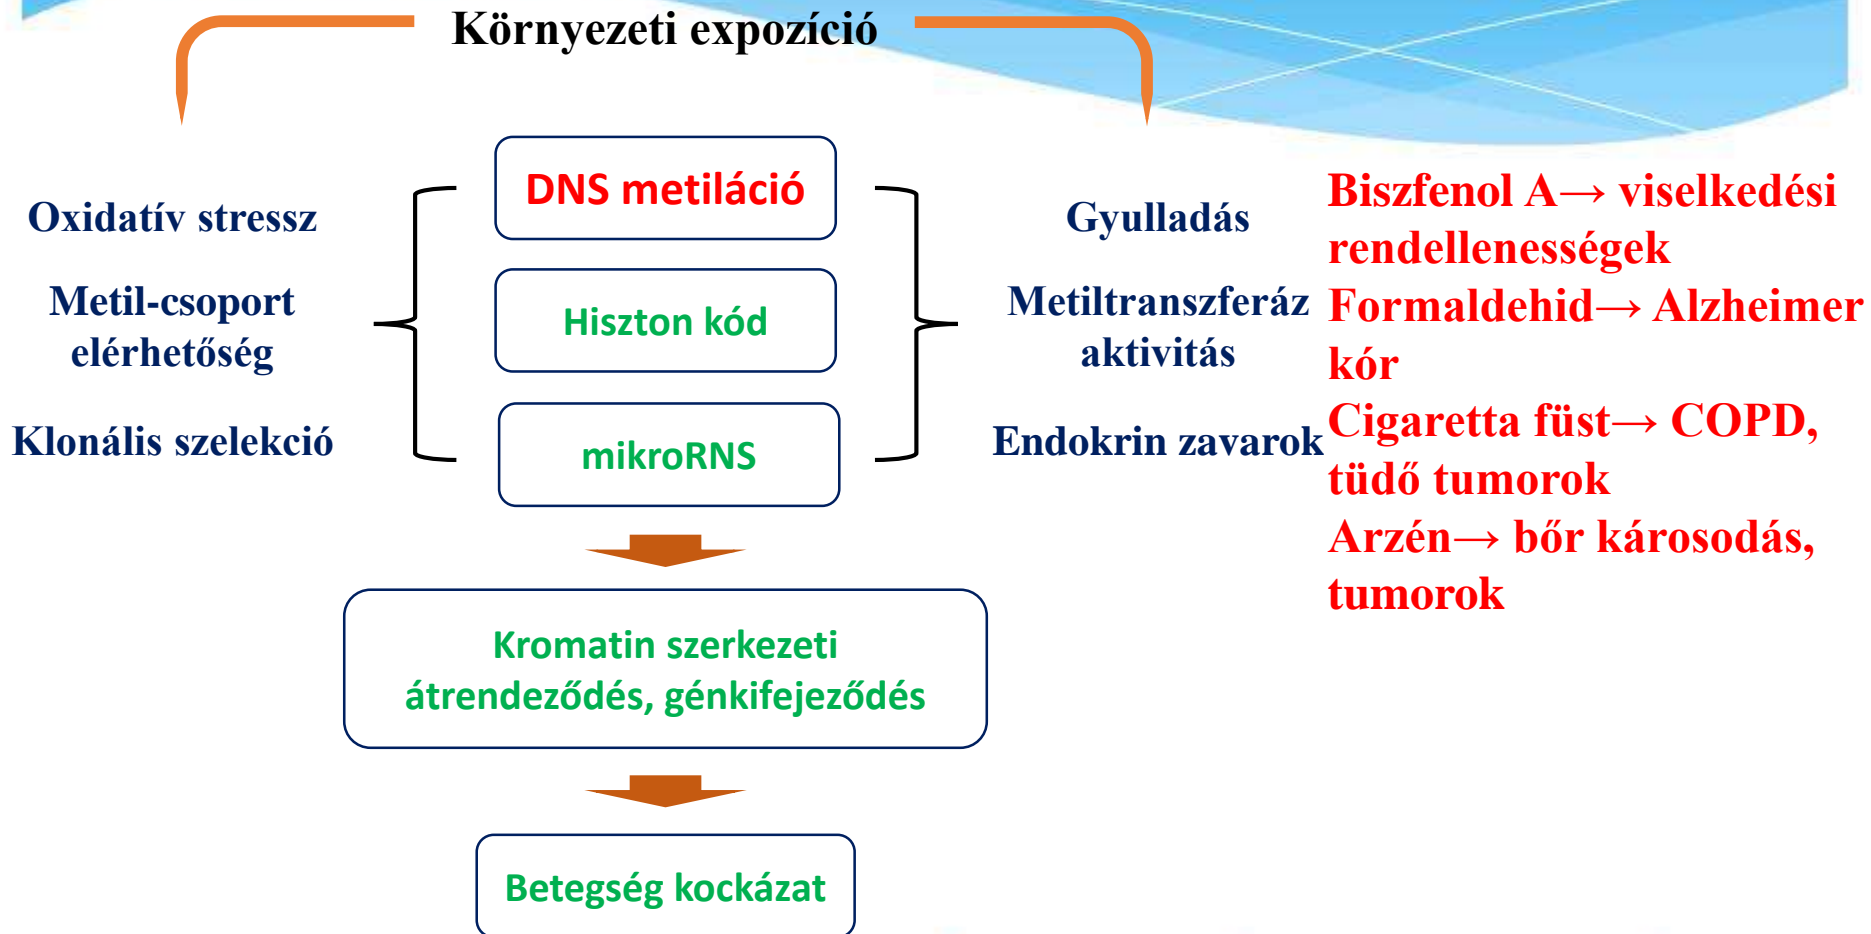 Környezeti expozíció
Oxidatív stressz
Metil-csoport
elérhetőség
Klonális szelekció
DNS metiláció
Hiszton kód
mikroRNS
Gyulladás
Metiltranszferáz
aktivitás
Endokrin zavarok
Biszfenol A→ viselkedési
rendellenességek
Formaldehid→ Alzheimer
kór
Cigaretta füst→ COPD,
tüdő tumorok
Arzén→ bőr károsodás,
tumorok
Kromatin szerkezeti
átrendeződés, génkifejeződés
Betegség kockázat